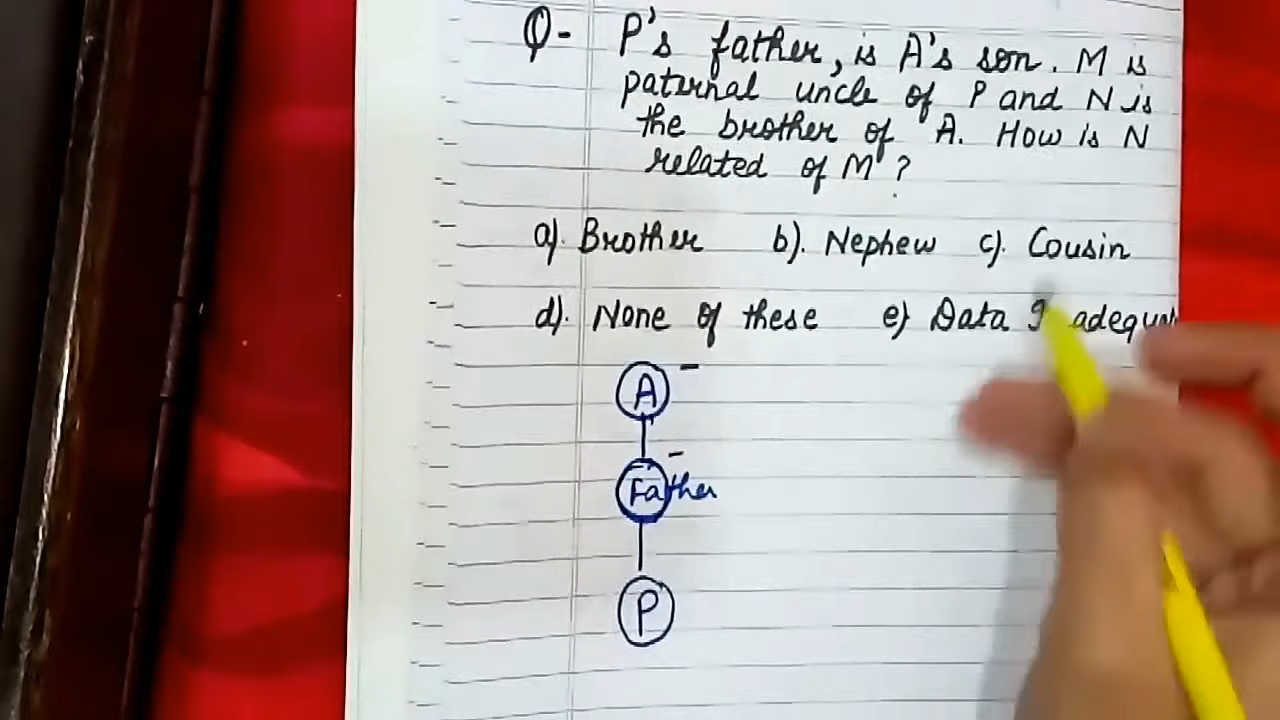 Q- P's father, is A's son. M is
paternal uncle of P and N is
the brother of A. How is N
related of M ?
a). Brother b). Nephew c). Cousin
d). None of these e) Data
A -
-
Father
P